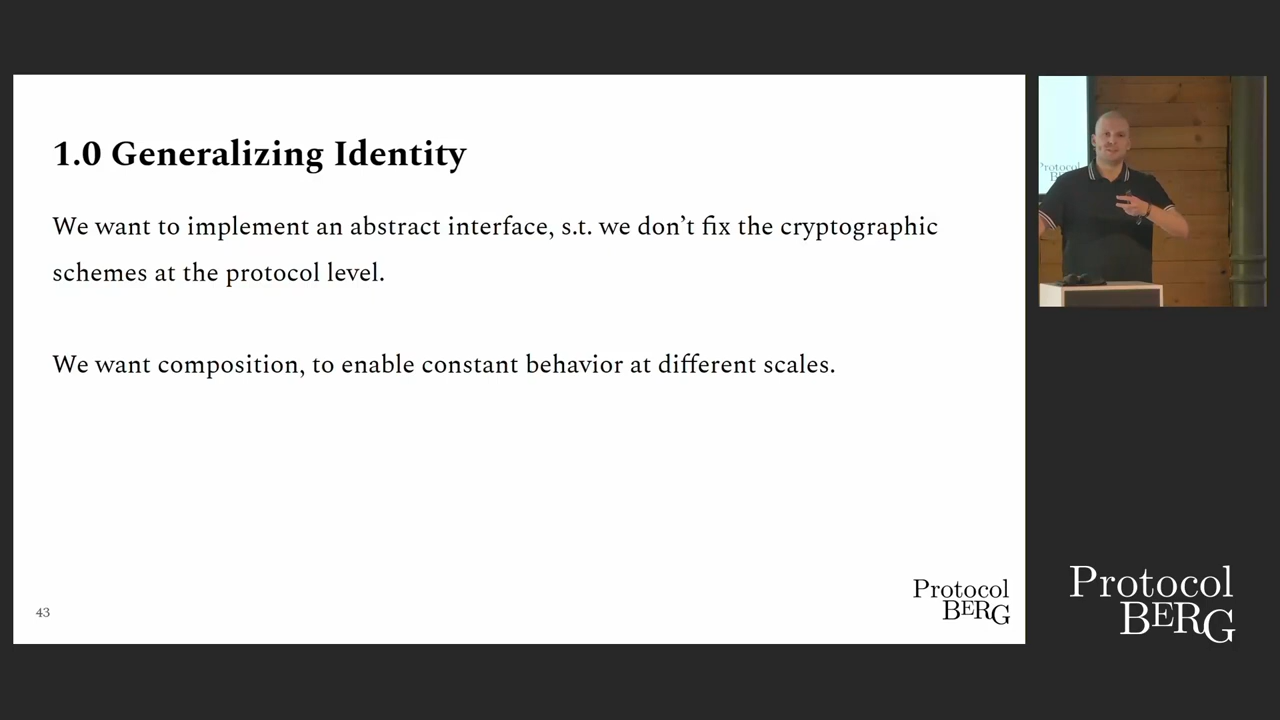 1.0 Generalizing Identity
We want to implement an abstract interface, s.t. we don’t fix the cryptographic
schemes at the protocol level.
We want composition, to enable constant behavior at different scales.
43
Protocol
BERG
Protocol
BERG
Protocol